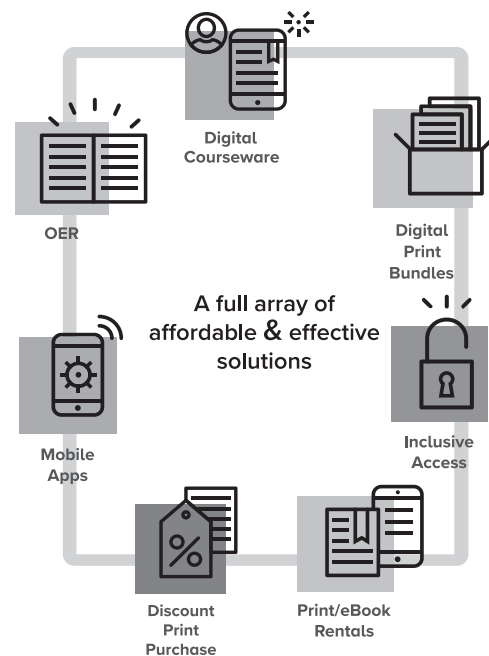 Digital
Courseware
OER
Digital
Print
Bundles
A full array of
affordable & effective
solutions
Inclusive
Access
Mobile
Apps
Discount
Print
Purchase
Print/eBook
Rentals